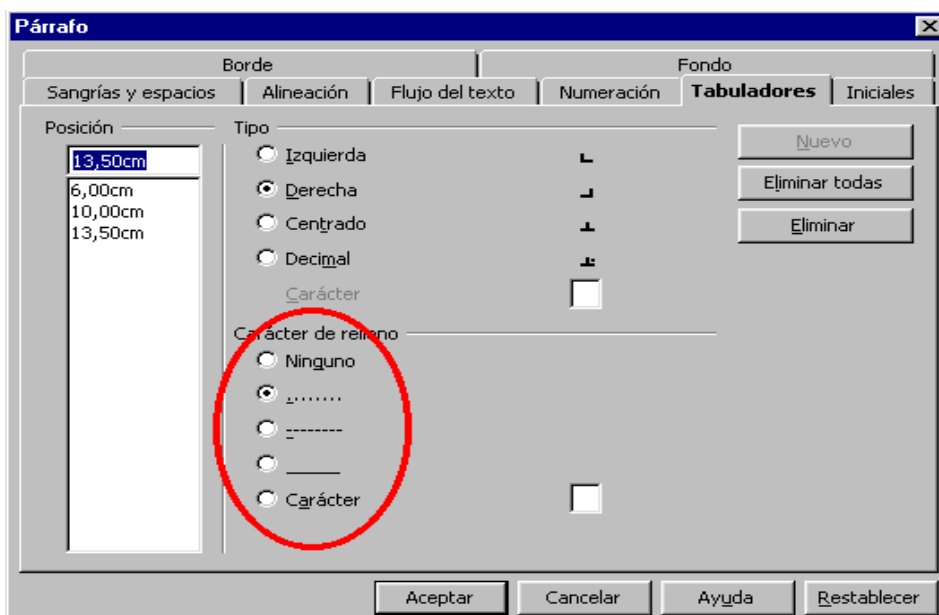 Párrafo
Borde
Fondo
Sangrías y espacios
Alineación
Flujo del texto
Numeración
Tabuladores
Iniciales
Posición
13,50cm
6,00cm
10,00cm
13,50cm
Tipo
Izquierda
Derecha
Centrado
Decimal
Carácter
Carácter de relleno
Ninguno
........
--------
______
Carácter
Nuevo
Eliminar todas
Eliminar
Aceptar
Cancelar
Ayuda
Restablecer